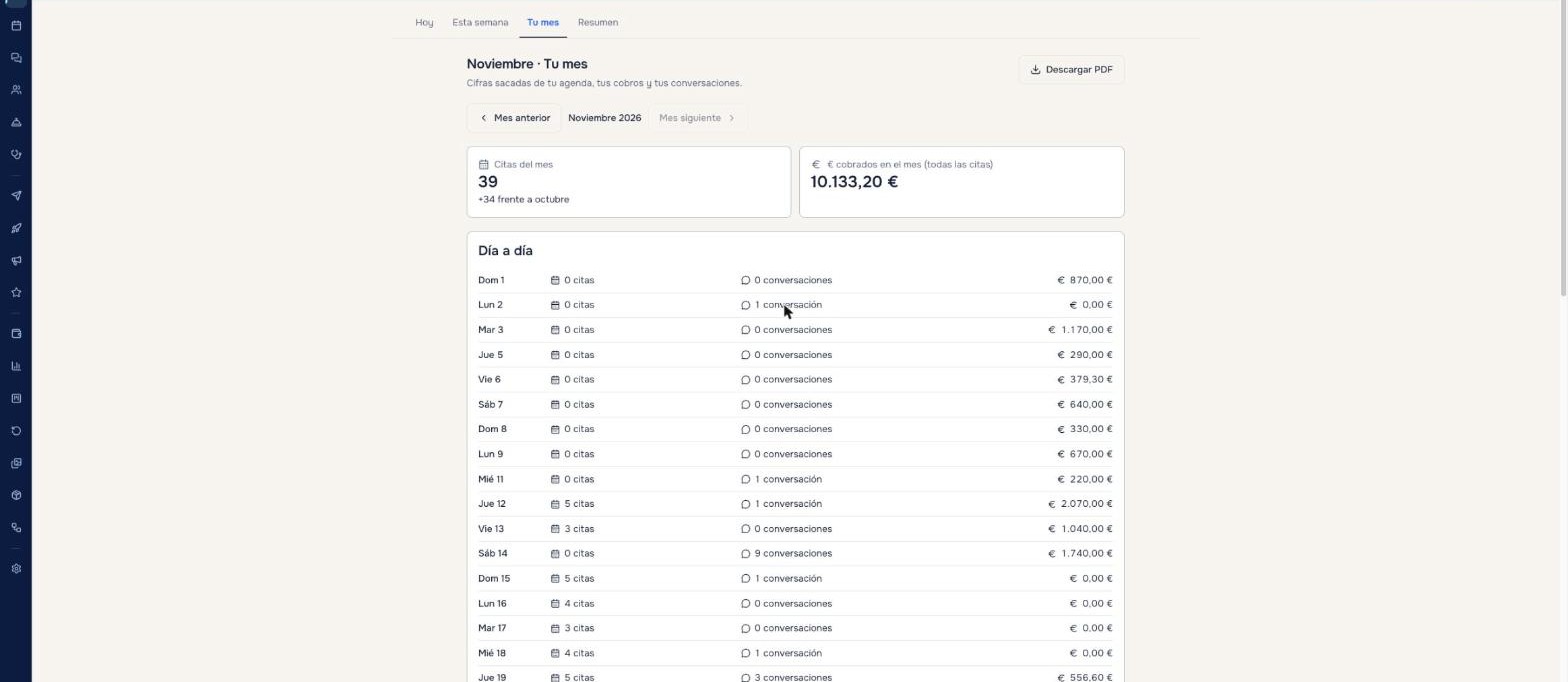 Hoy Esta semana Tu mes Resumen
Noviembre · Tu mes
Descargar PDF
Cifras sacadas de tu agenda, tus cobros y tus conversaciones.
Mes anterior Noviembre 2026 Mes siguiente
Citas del mes
39
+34 frente a octubre
€ € cobrados en el mes (todas las citas)
10.133,20 €
Día a día
Dom 1 0 citas 0 conversaciones € 870,00 €
Lun 2 0 citas 1 conversación € 0,00 €
Mar 3 0 citas 0 conversaciones € 1.170,00 €
Jue 5 0 citas 0 conversaciones € 290,00 €
Vie 6 0 citas 0 conversaciones € 379,30 €
Sáb 7 0 citas 0 conversaciones € 640,00 €
Dom 8 0 citas 0 conversaciones € 330,00 €
Lun 9 0 citas 0 conversaciones € 670,00 €
Mié 11 0 citas 1 conversación € 220,00 €
Jue 12 5 citas 1 conversación € 2.070,00 €
Vie 13 3 citas 0 conversaciones € 1.040,00 €
Sáb 14 0 citas 9 conversaciones € 1.740,00 €
Dom 15 5 citas 1 conversación € 0,00 €
Lun 16 4 citas 0 conversaciones € 0,00 €
Mar 17 3 citas 0 conversaciones € 0,00 €
Mié 18 4 citas 1 conversación € 0,00 €
Jue 19 5 citas 3 conversaciones € 556,60 €